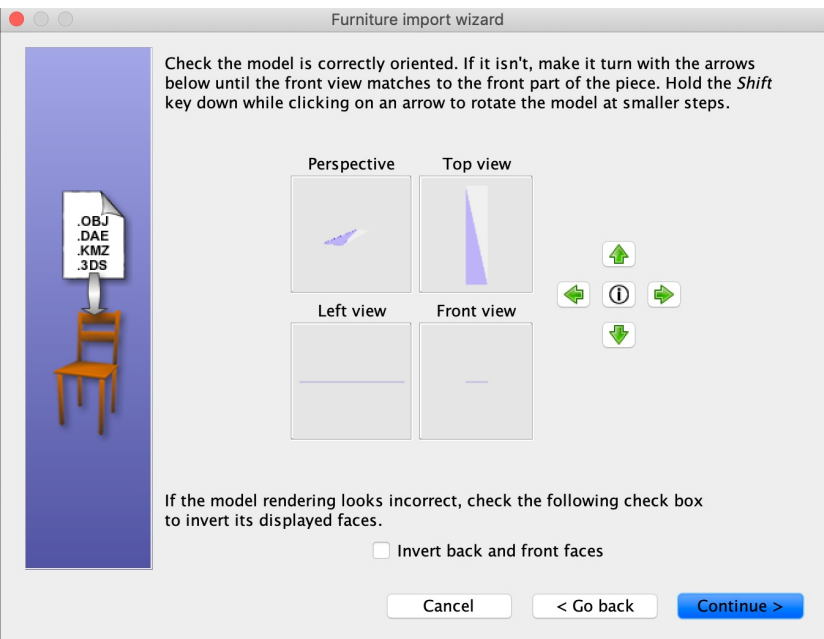 Furniture import wizard
Check the model is correctly oriented. If it isn't, make it turn with the arrows
below until the front view matches to the front part of the piece. Hold the Shift
key down while clicking on an arrow to rotate the model at smaller steps.
Perspective
Top view
.OBJ
.DAE
.KMZ
.3DS
Left view
Front view
If the model rendering looks incorrect, check the following check box
to invert its displayed faces.
Invert back and front faces
Cancel
< Go back
Continue >